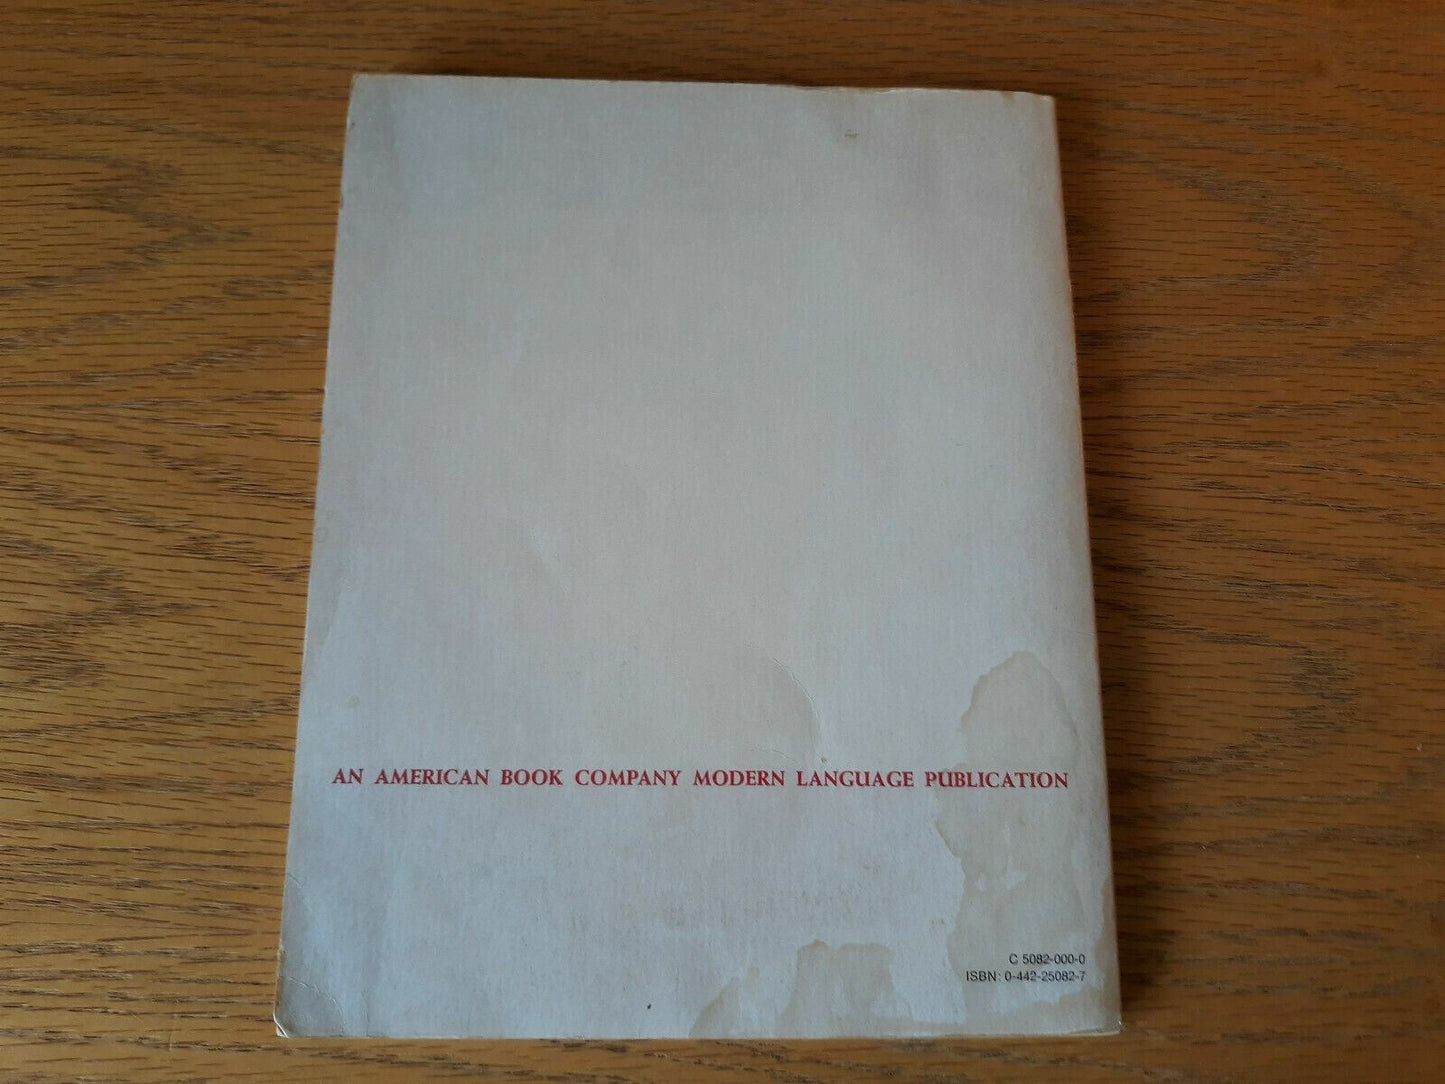 AN AMERICAN BOOK COMPANY MODERN LANGUAGE PUBLICATION
C 5082-000-0
ISBN: 0-442-25082-7